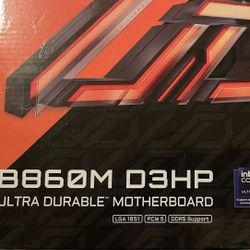 B860M D3HP
ULTRA DURABLE™ MOTHERBOARD
LGA 1851 PCIe 5 DDR5 Support